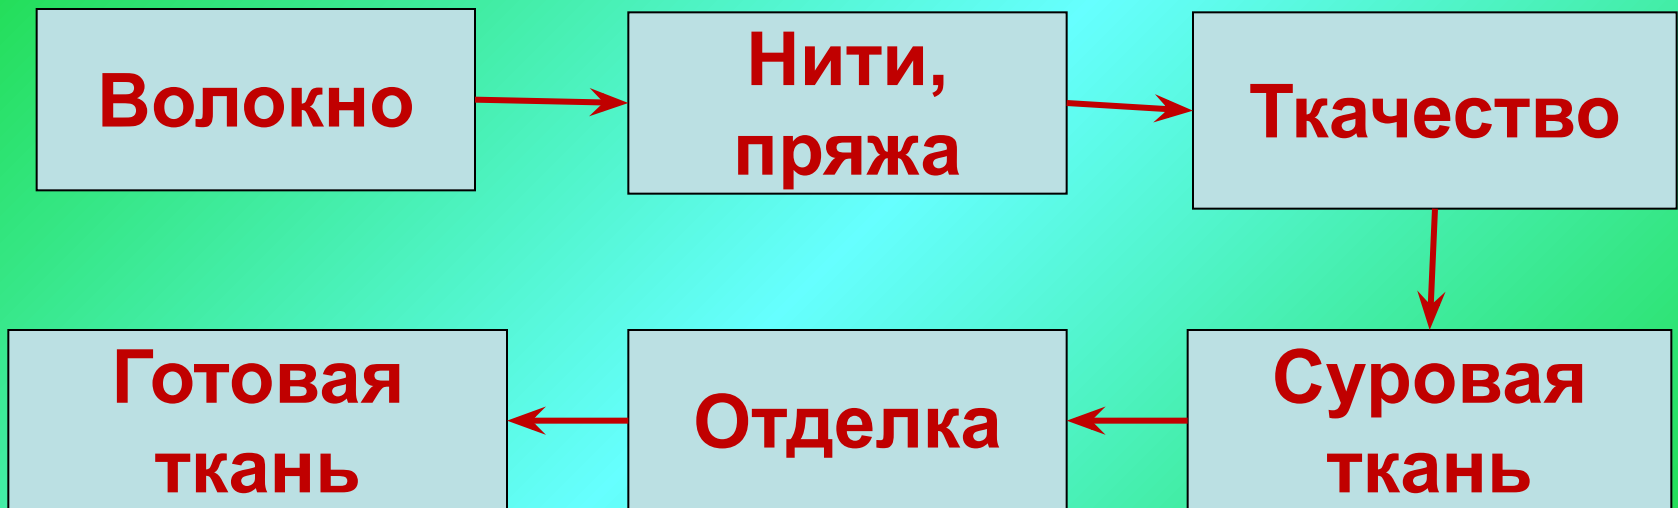 Волокно
Нити,
пряжа
Ткачество
Суровая
ткань
Отделка
Готовая
ткань